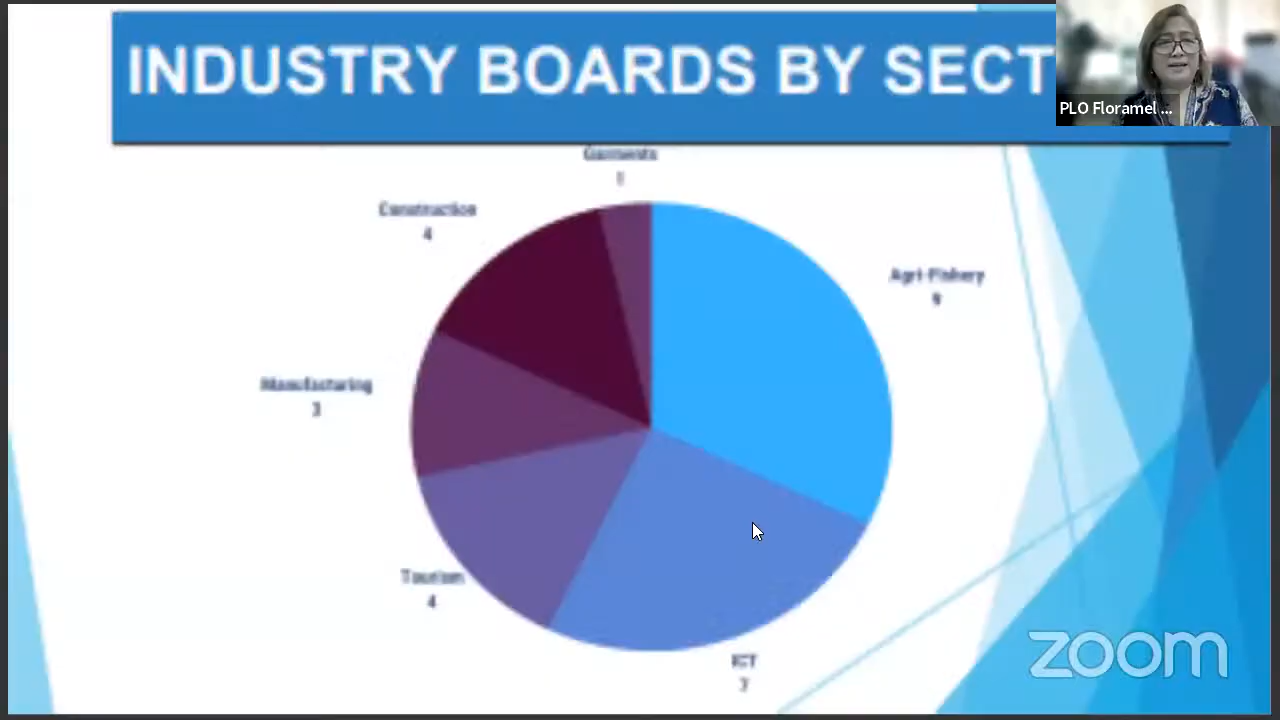 INDUSTRY BOARDS BY SECT
PLO Floramel ...
Garments
1
Construction
4
Agri-Fishery
9
Manufacturing
3
Tourism
4
ICT
7
zoom